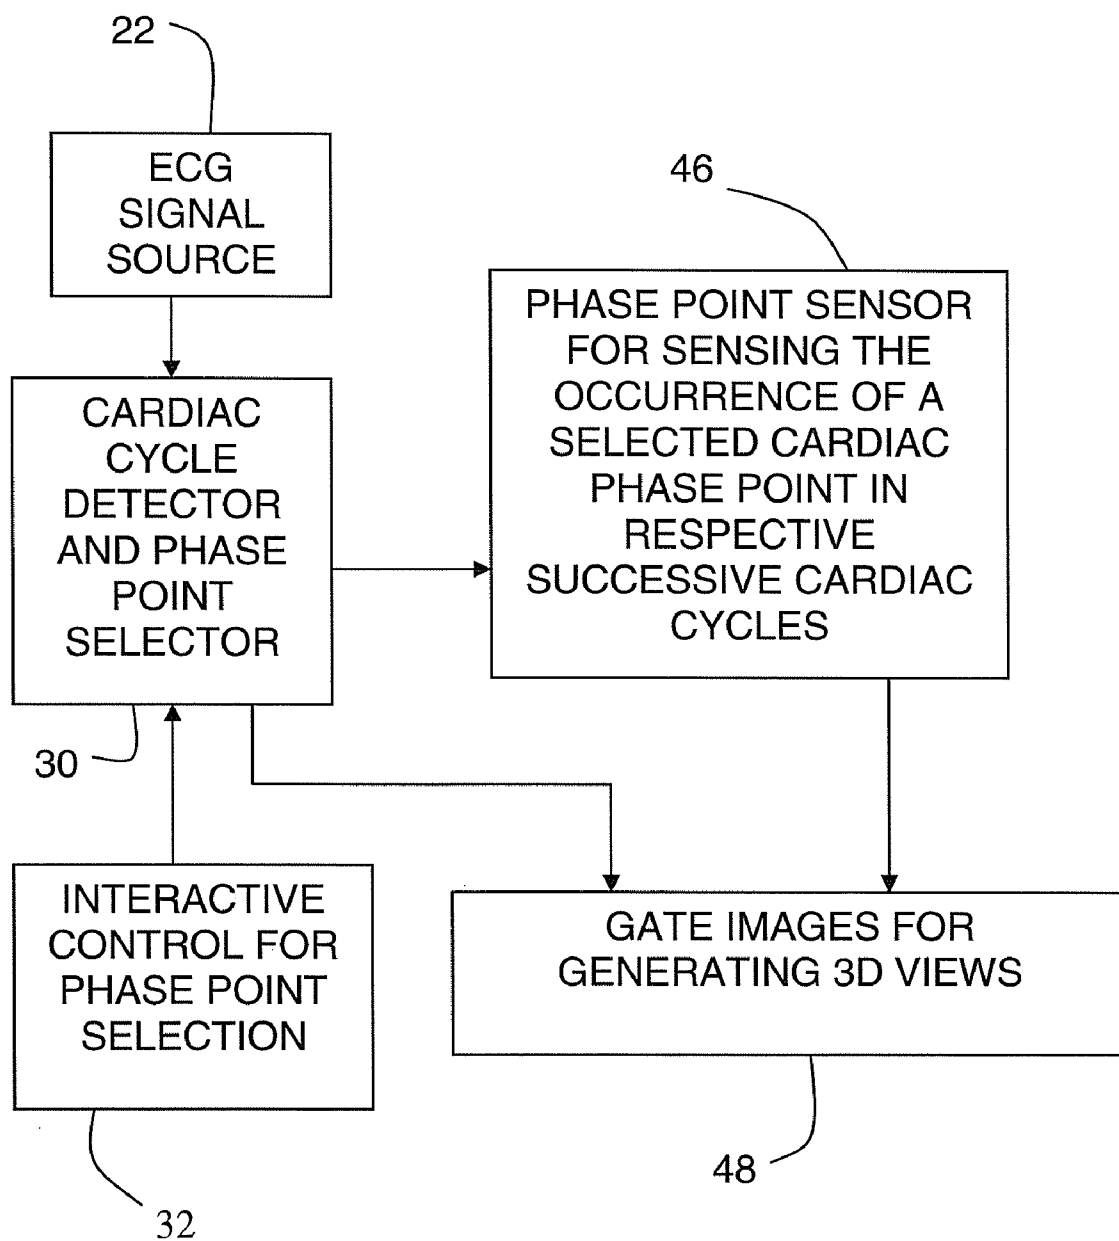 22
ECG
SIGNAL
SOURCE
46
PHASE POINT SENSOR
FOR SENSING THE
OCCURRENCE OF A
SELECTED CARDIAC
PHASE POINT IN
RESPECTIVE
SUCCESSIVE CARDIAC
CYCLES
CARDIAC
CYCLE
DETECTOR
AND PHASE
POINT
SELECTOR
30
INTERACTIVE
CONTROL FOR
PHASE POINT
SELECTION
32
GATE IMAGES FOR
GENERATING 3D VIEWS
48